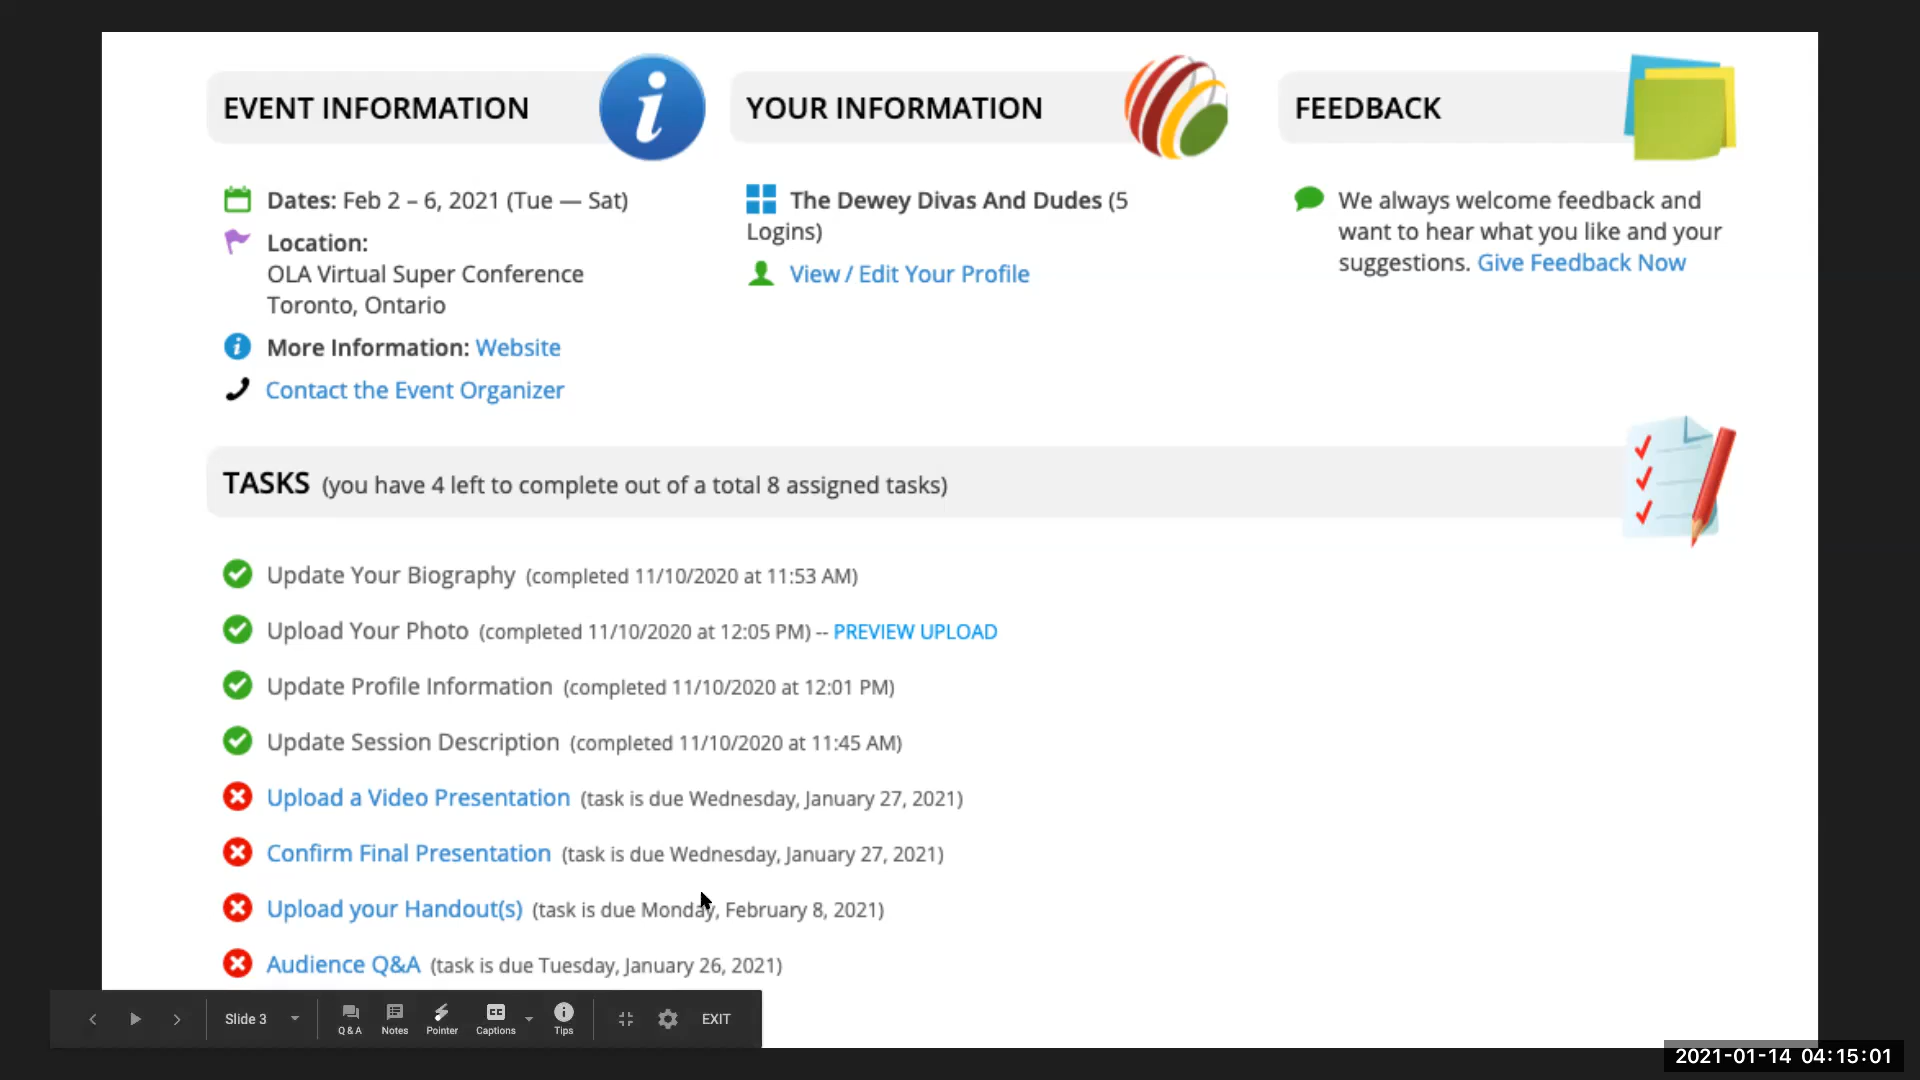 EVENT INFORMATION
Dates: Feb 2 – 6, 2021 (Tue — Sat)
Location:
OLA Virtual Super Conference
Toronto, Ontario
More Information: Website
Contact the Event Organizer
YOUR INFORMATION
The Dewey Divas And Dudes (5
Logins)
View / Edit Your Profile
FEEDBACK
We always welcome feedback and
want to hear what you like and your
suggestions. Give Feedback Now
TASKS (you have 4 left to complete out of a total 8 assigned tasks)
Update Your Biography (completed 11/10/2020 at 11:53 AM)
Upload Your Photo (completed 11/10/2020 at 12:05 PM) -- PREVIEW UPLOAD
Update Profile Information (completed 11/10/2020 at 12:01 PM)
Update Session Description (completed 11/10/2020 at 11:45 AM)
Upload a Video Presentation (task is due Wednesday, January 27, 2021)
Confirm Final Presentation (task is due Wednesday, January 27, 2021)
Upload your Handout(s) (task is due Monday, February 8, 2021)
Audience Q&A (task is due Tuesday, January 26, 2021)
Slide 3 Q&A Notes Pointer Captions Tips EXIT
2021-01-14 04:15:01